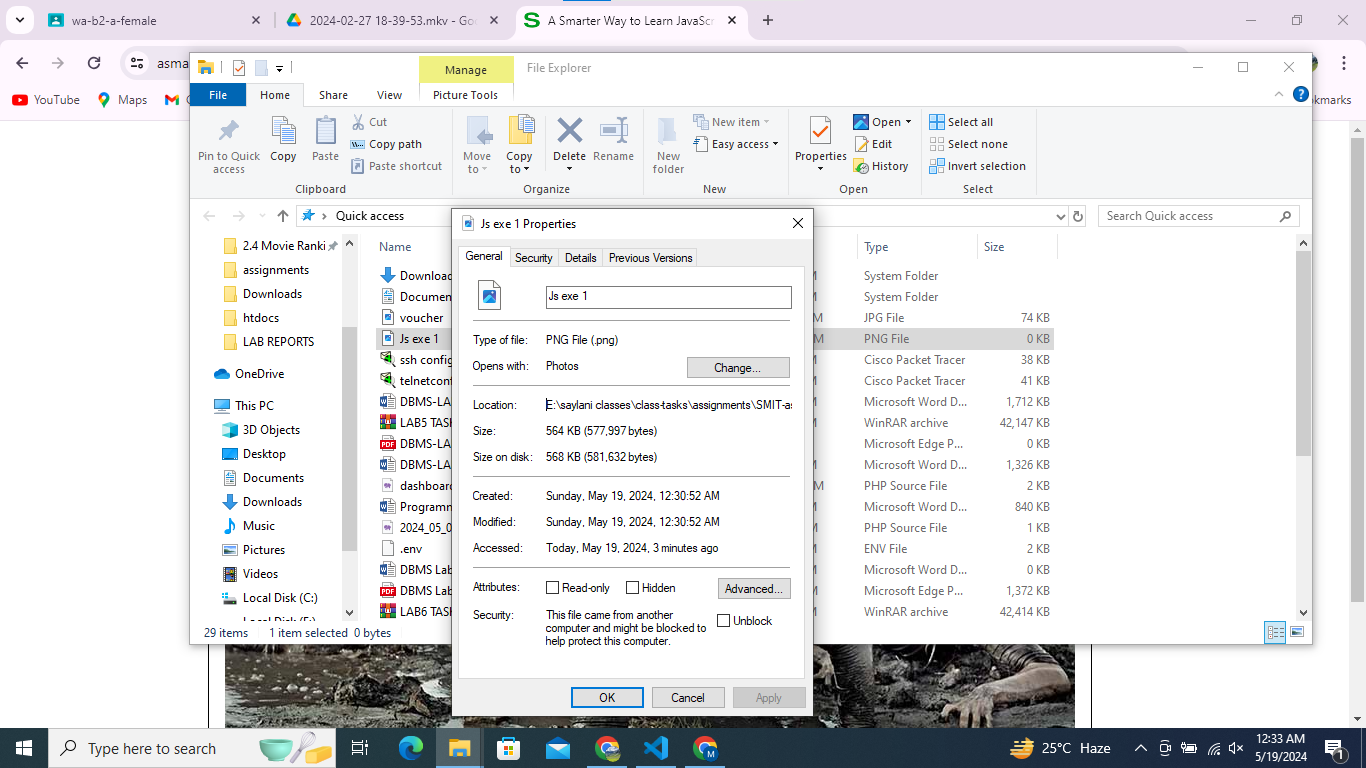 wa-b2-a-female
2024-02-27 18-39-53.mkv - Goo
A Smarter Way to Learn JavaScr
asma
YouTube
Maps
kmarks
Manage
File Explorer
File
Home
Share
View
Picture Tools
Pin to Quick access
Copy
Paste
Cut
Copy path
Paste shortcut
Clipboard
Move to
Copy to
Delete
Rename
Organize
New folder
New item
Easy access
New
Properties
Open
Edit
History
Open
Select all
Select none
Invert selection
Select
Quick access
Search Quick access
2.4 Movie Ranki
assignments
Downloads
htdocs
LAB REPORTS
OneDrive
This PC
3D Objects
Desktop
Documents
Downloads
Music
Pictures
Videos
Local Disk (C:)
Name
Type
Size
Download
System Folder
Documen
System Folder
voucher
M
JPG File
74 KB
Js exe 1
M
PNG File
0 KB
ssh config
M
Cisco Packet Tracer
38 KB
telnetconf
M
Cisco Packet Tracer
41 KB
DBMS-LA
M
Microsoft Word D...
1,712 KB
LAB5 TASK
M
WinRAR archive
42,147 KB
DBMS-LA
M
Microsoft Edge P...
0 KB
DBMS-LA
M
Microsoft Word D...
1,326 KB
dashboard
M
PHP Source File
2 KB
Programm
M
Microsoft Word D...
840 KB
2024_05_0
M
PHP Source File
1 KB
.env
M
ENV File
2 KB
DBMS Lab
M
Microsoft Word D...
0 KB
DBMS Lab
M
Microsoft Edge P...
1,372 KB
LAB6 TASK
M
WinRAR archive
42,414 KB
29 items
1 item selected 0 bytes
Js exe 1 Properties
General
Security
Details
Previous Versions
Js exe 1
Type of file:
PNG File (.png)
Opens with:
Photos
Change...
Location:
E:\saylani classes\class-tasks\assignments\SMIT-as
Size:
564 KB (577,997 bytes)
Size on disk:
568 KB (581,632 bytes)
Created:
Sunday, May 19, 2024, 12:30:52 AM
Modified:
Sunday, May 19, 2024, 12:30:52 AM
Accessed:
Today, May 19, 2024, 3 minutes ago
Attributes:
Read-only
Hidden
Advanced...
Security:
This file came from another
computer and might be blocked to
help protect this computer.
Unblock
OK
Cancel
Apply
Type here to search
25°C Haze
12:33 AM
5/19/2024
1